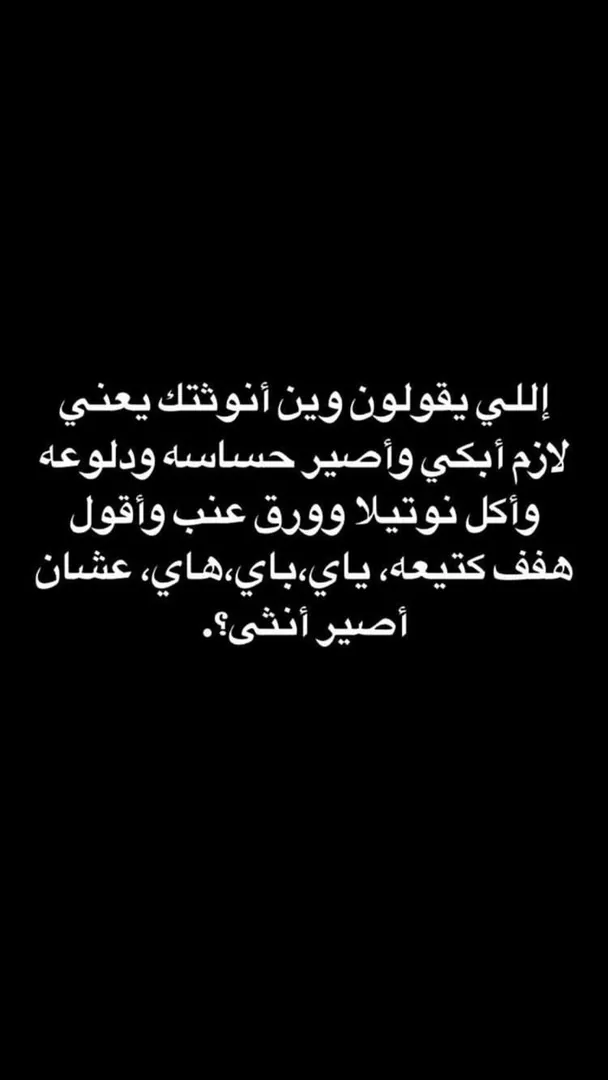 إللي يقولون وين أنوثتك يعني
لازم أبكي وأصير حساسه ودلوعه
وأكل نوتيلا وورق عنب وأقول
هفف كتيعه، ياي،باي،هاي، عشان
أصير أنثى؟.